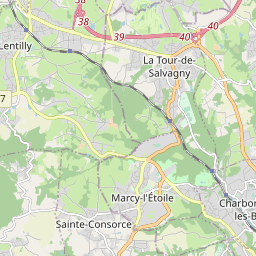 38
38
40
40
39
Lentilly
La Tour-de-
Salvagny
7
Marcy-l'Étoile
Charbon
les-B
Sainte-Consorce